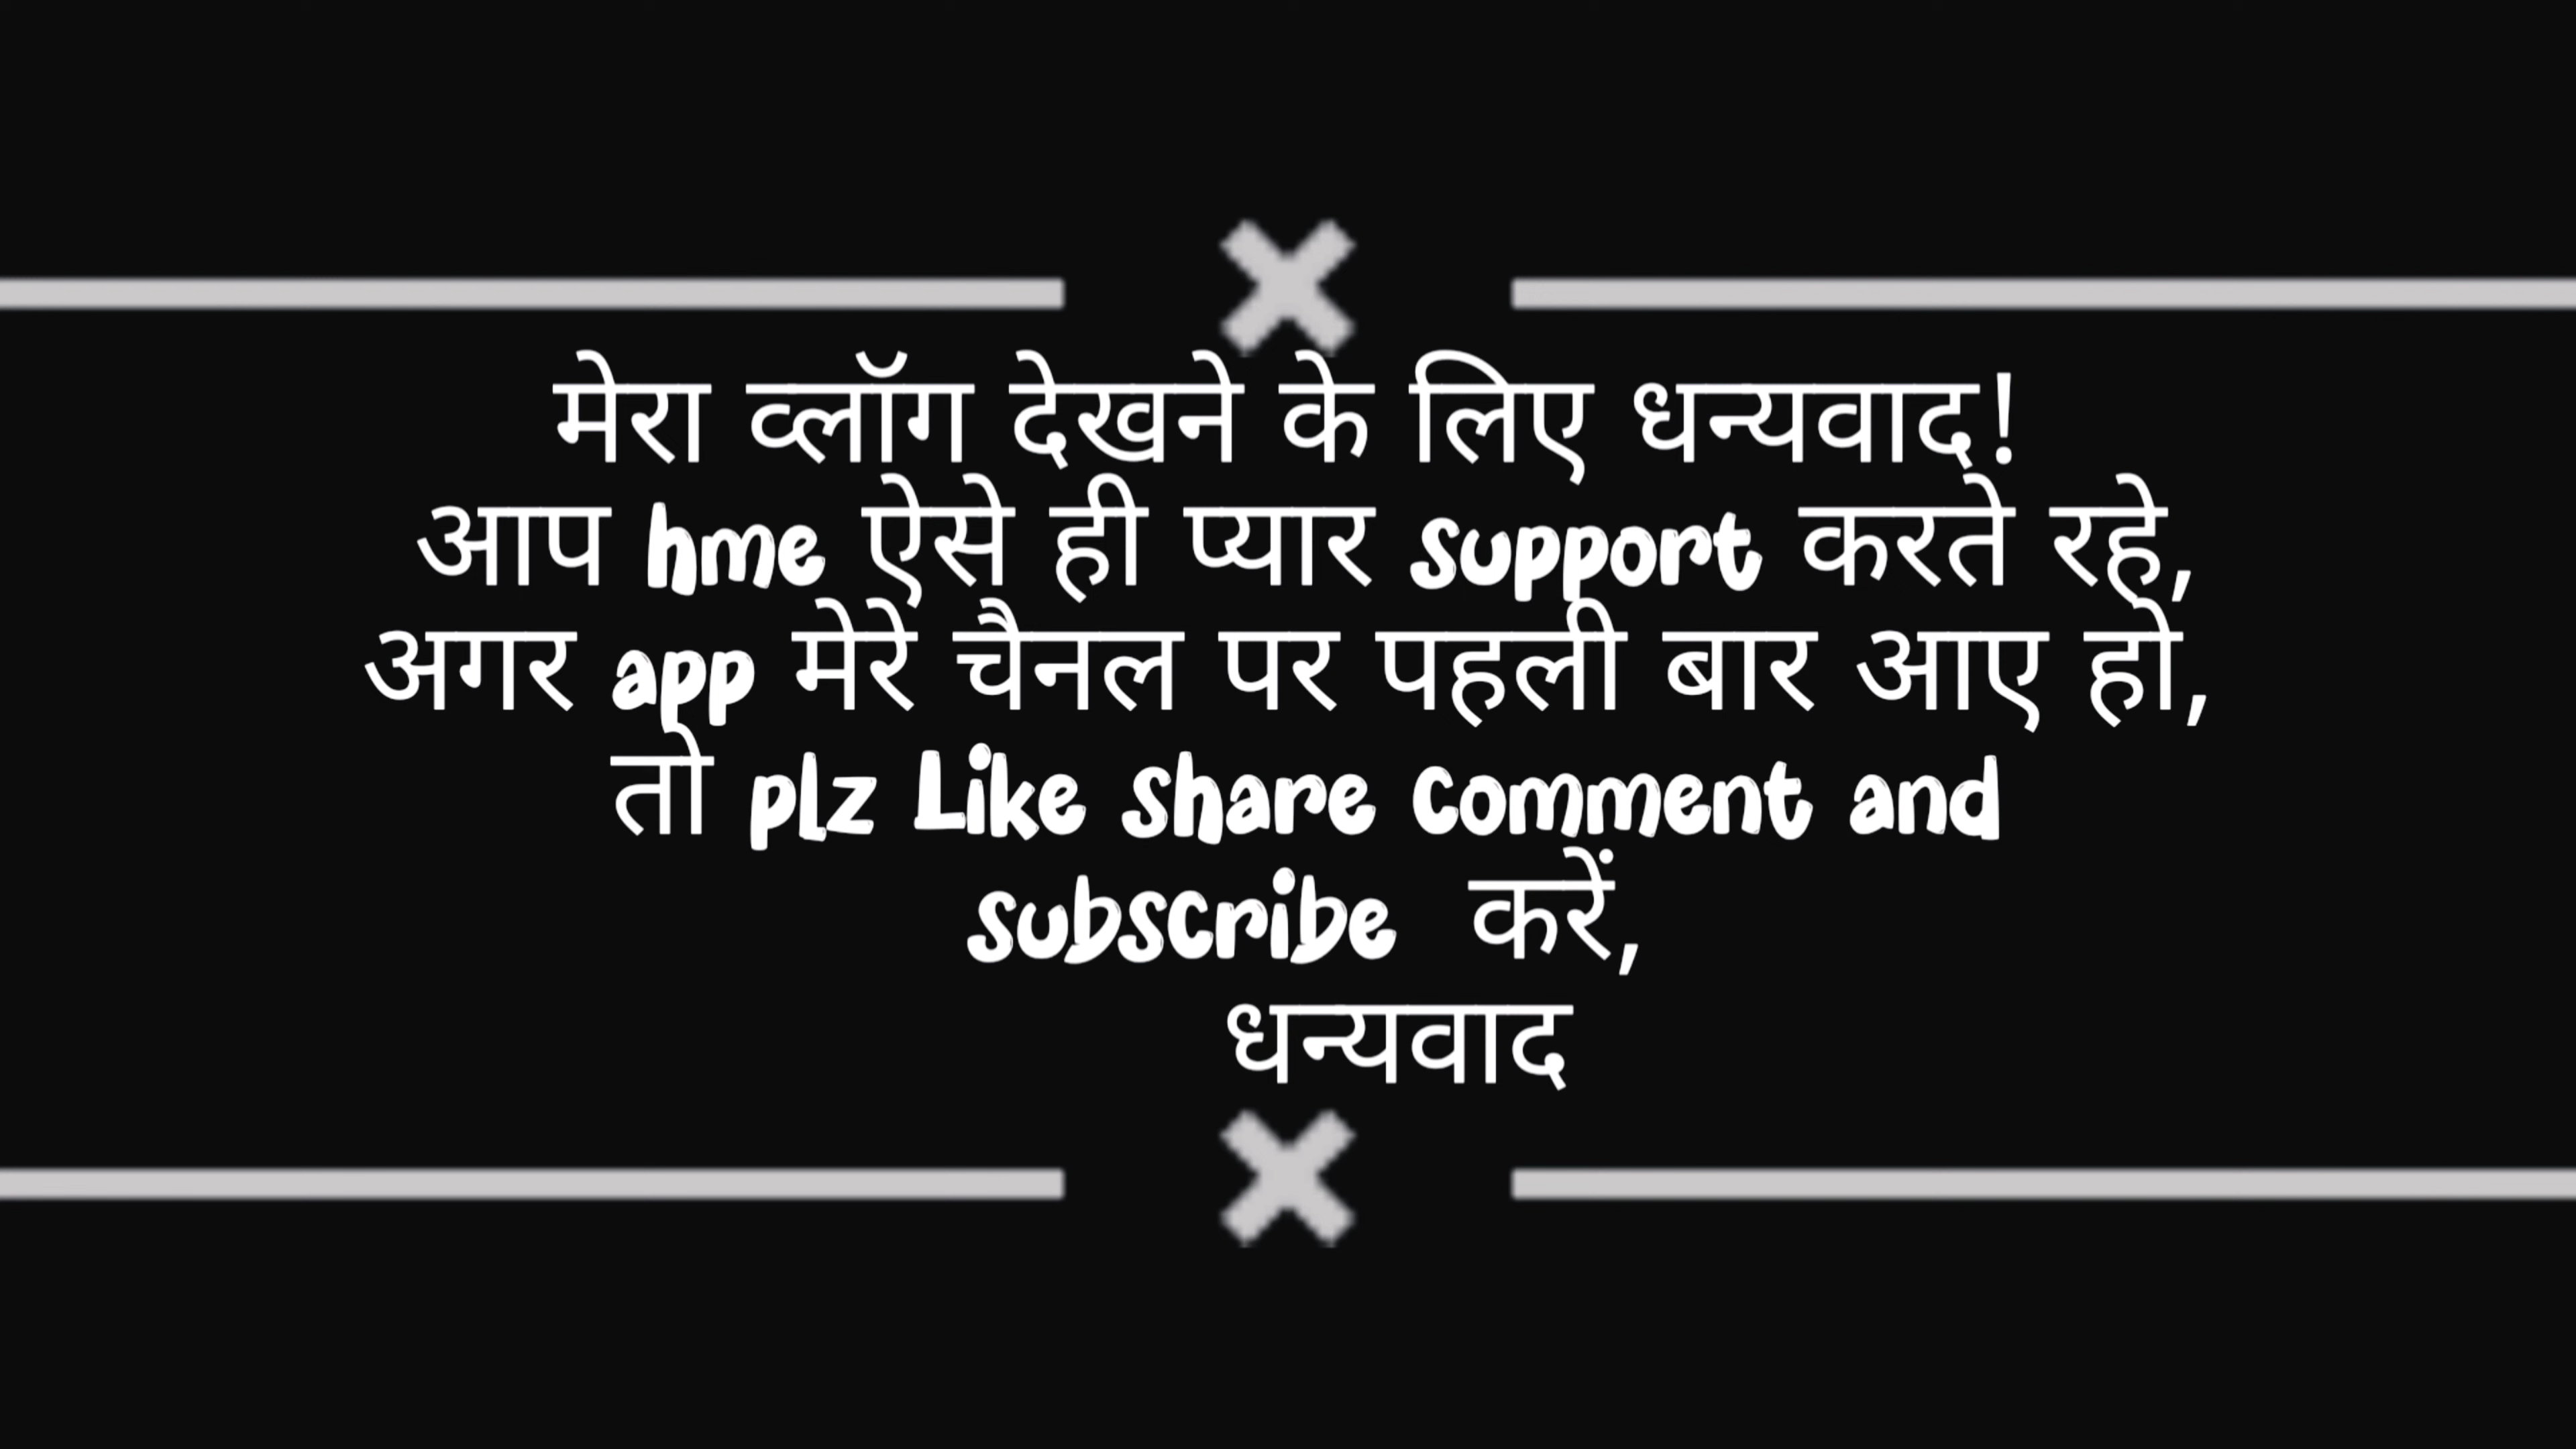 मेरा व्लॉग देखने के लिए धन्यवाद!
आप hme ऐसे ही प्यार support करते रहे,
अगर app मेरे चैनल पर पहली बार आए हो,
तो plz Like Share Comment and
subscribe करें,
धन्यवाद